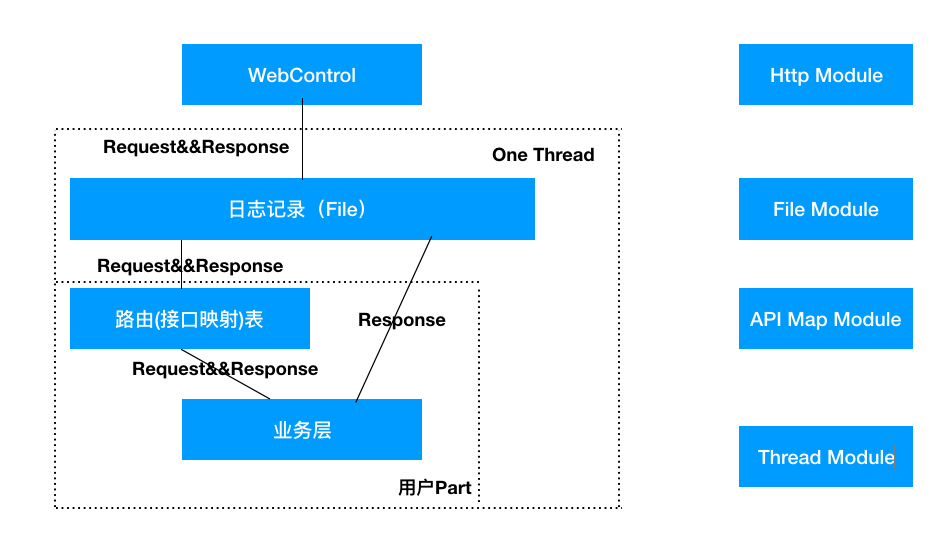 WebControl
Http Module
Request&&Response
One Thread
日志记录（File）
File Module
Request&&Response
路由(接口映射)表
Response
API Map Module
Request&&Response
业务层
Thread Module
用户Part